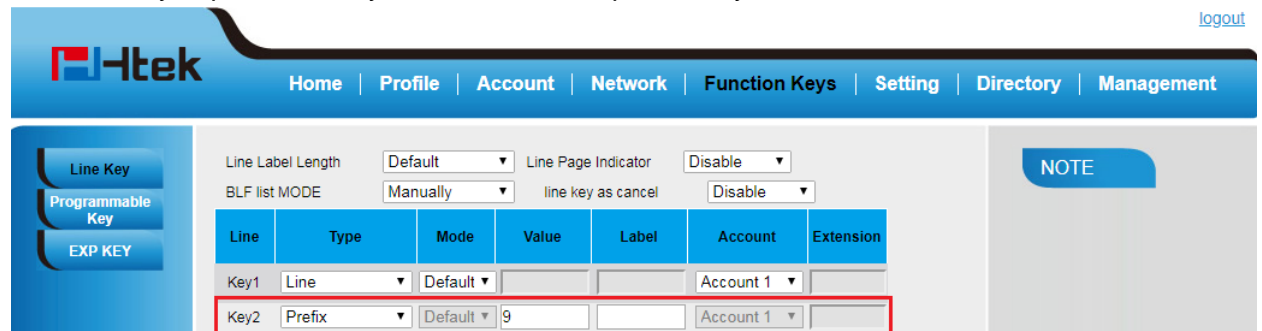 logout
Htek
Home | Profile | Account | Network | Function Keys | Setting | Directory | Management
Line Key
Programmable Key
EXP KEY
Line Label Length Default Line Page Indicator Disable
BLF list MODE Manually line key as cancel Disable
NOTE
Line Type Mode Value Label Account Extension
Key1 Line Default Account 1
Key2 Prefix Default 9 Account 1